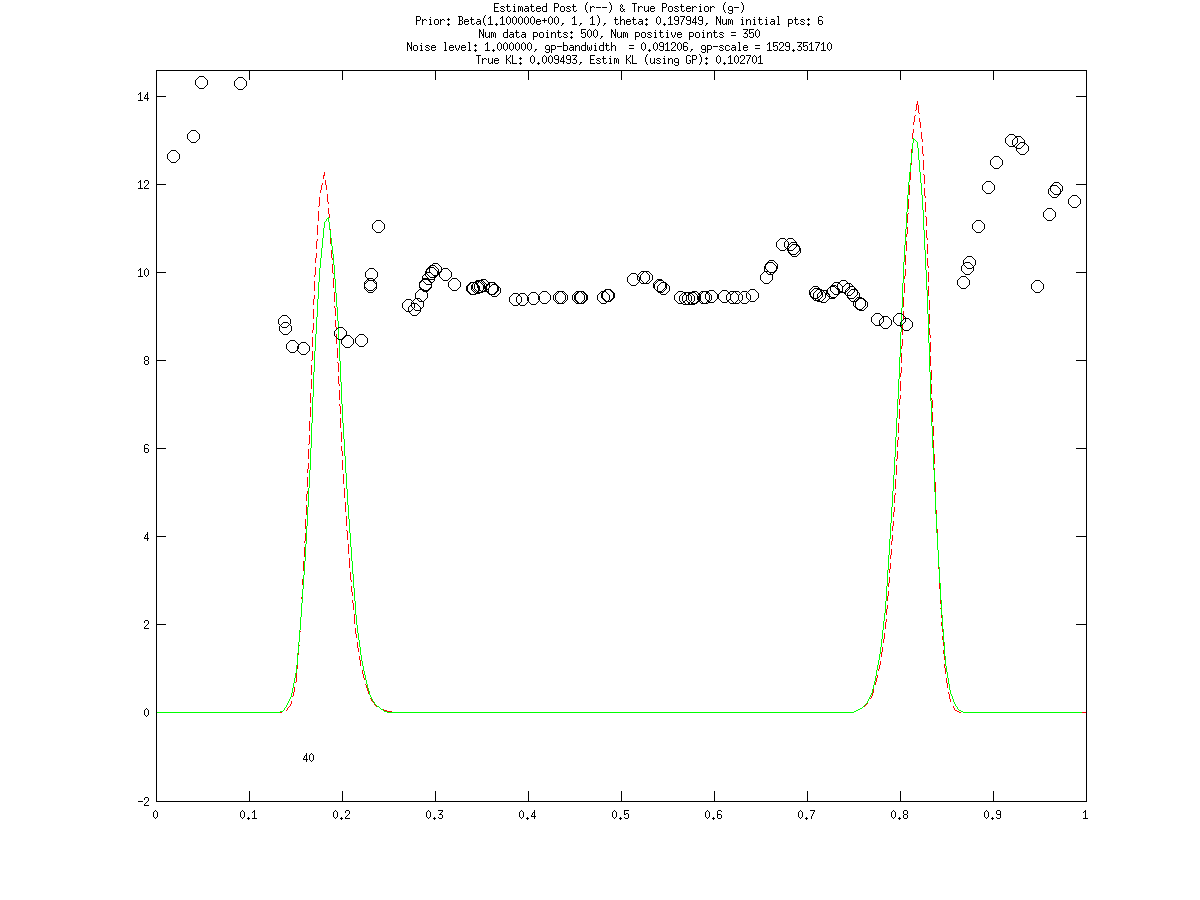 Estimated Post (r--) & True Posterior (g-)
Prior: Beta(1.100000e+00, 1, 1), theta: 0.197949, Num initial pts: 6
Num data points: 500, Num positive points = 350
Noise level: 1.000000, gp-bandwidth  = 0.091206, gp-scale = 1529.351710
True KL: 0.009493, Estim KL (using GP): 0.102701
14
12
10
8
6
4
2
0
40
-2
0 0.1 0.2 0.3 0.4 0.5 0.6 0.7 0.8 0.9 1